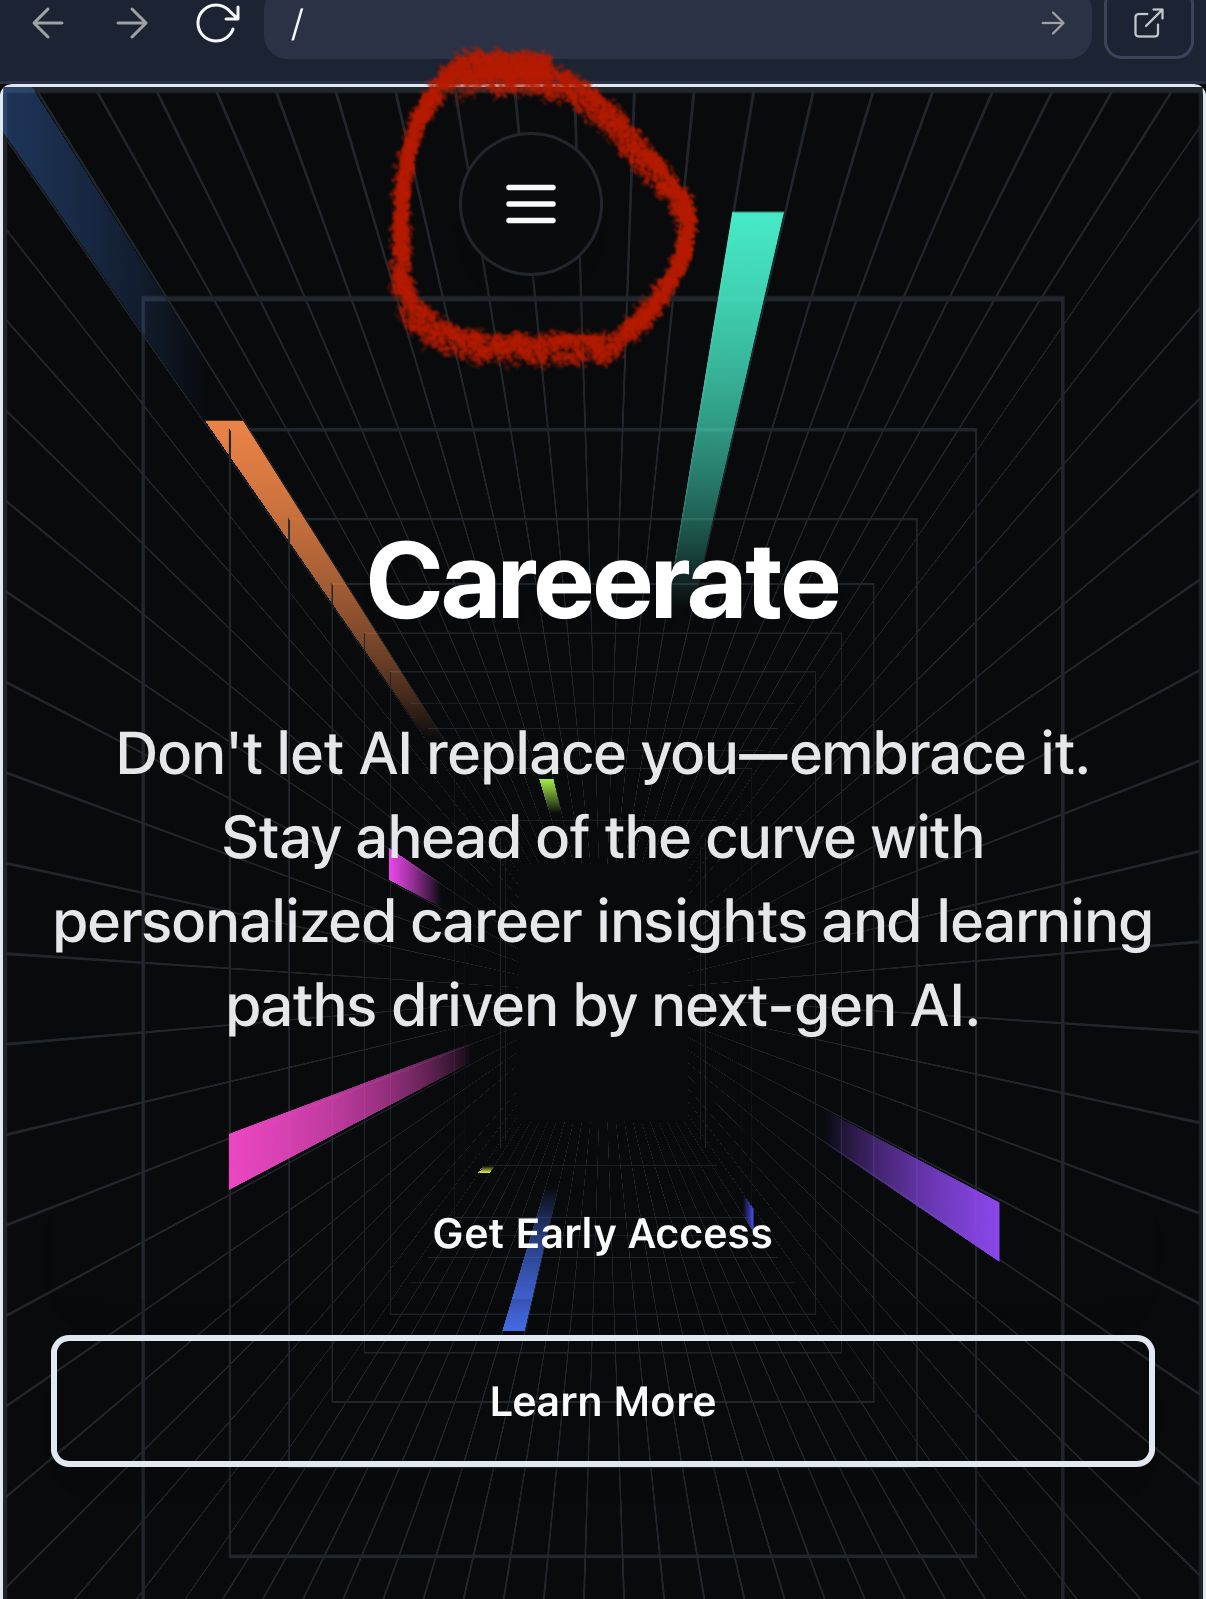 /
Careerate
Don't let AI replace you—embrace it.
Stay ahead of the curve with
personalized career insights and learning
paths driven by next-gen AI.
Get Early Access
Learn More